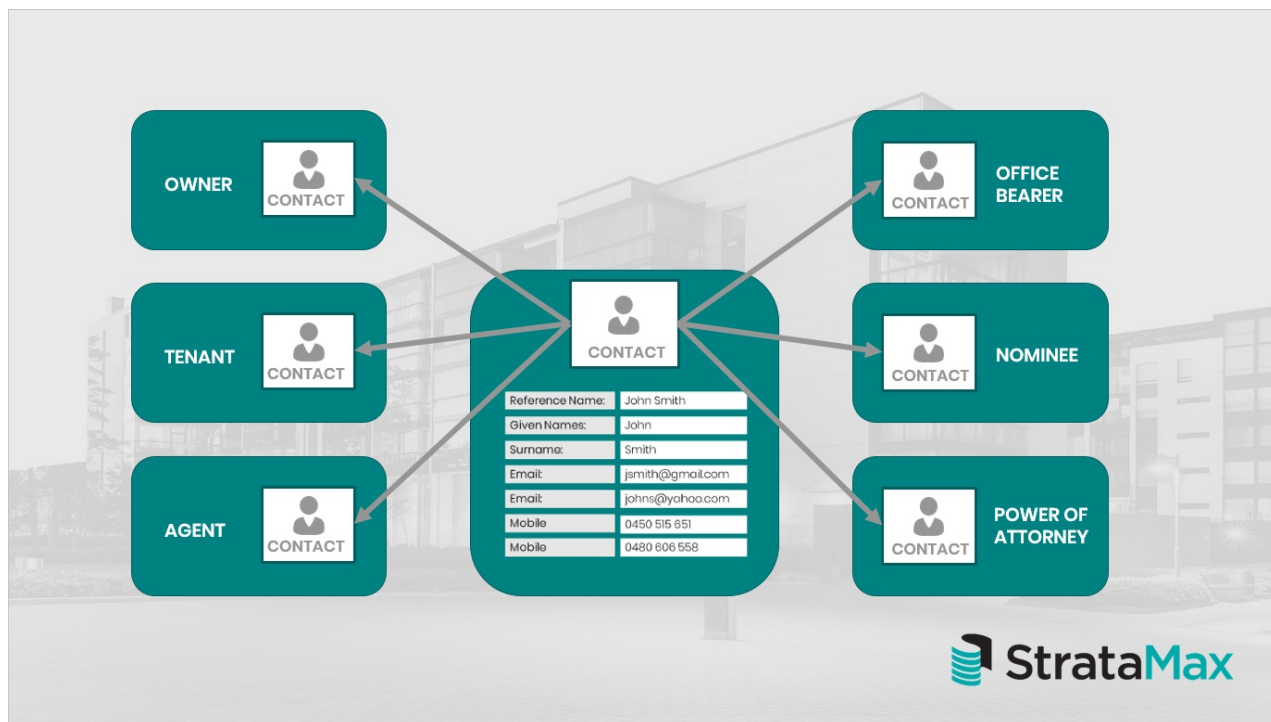 OWNER
CONTACT
TENANT
CONTACT
AGENT
CONTACT
CONTACT
Reference Name: John Smith
Given Names: John
Surname: Smith
Email: jsmith@gmail.com
Email: johns@yahoo.com
Mobile 0450 515 651
Mobile 0480 606 558
CONTACT
OFFICE
BEARER
CONTACT
NOMINEE
CONTACT
POWER OF
ATTORNEY
StrataMax